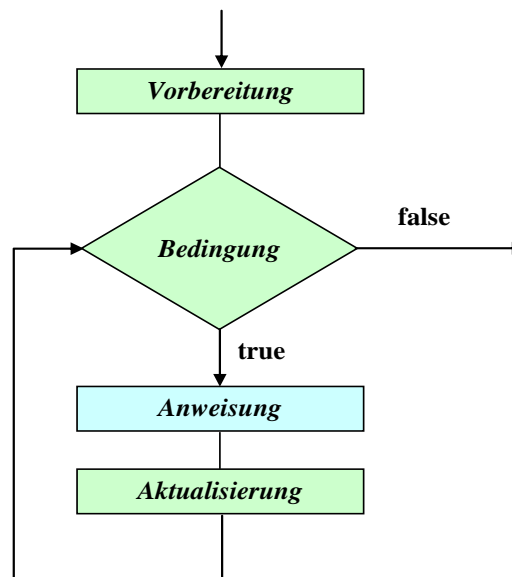 Vorbereitung
false
Bedingung
true
Anweisung
Aktualisierung